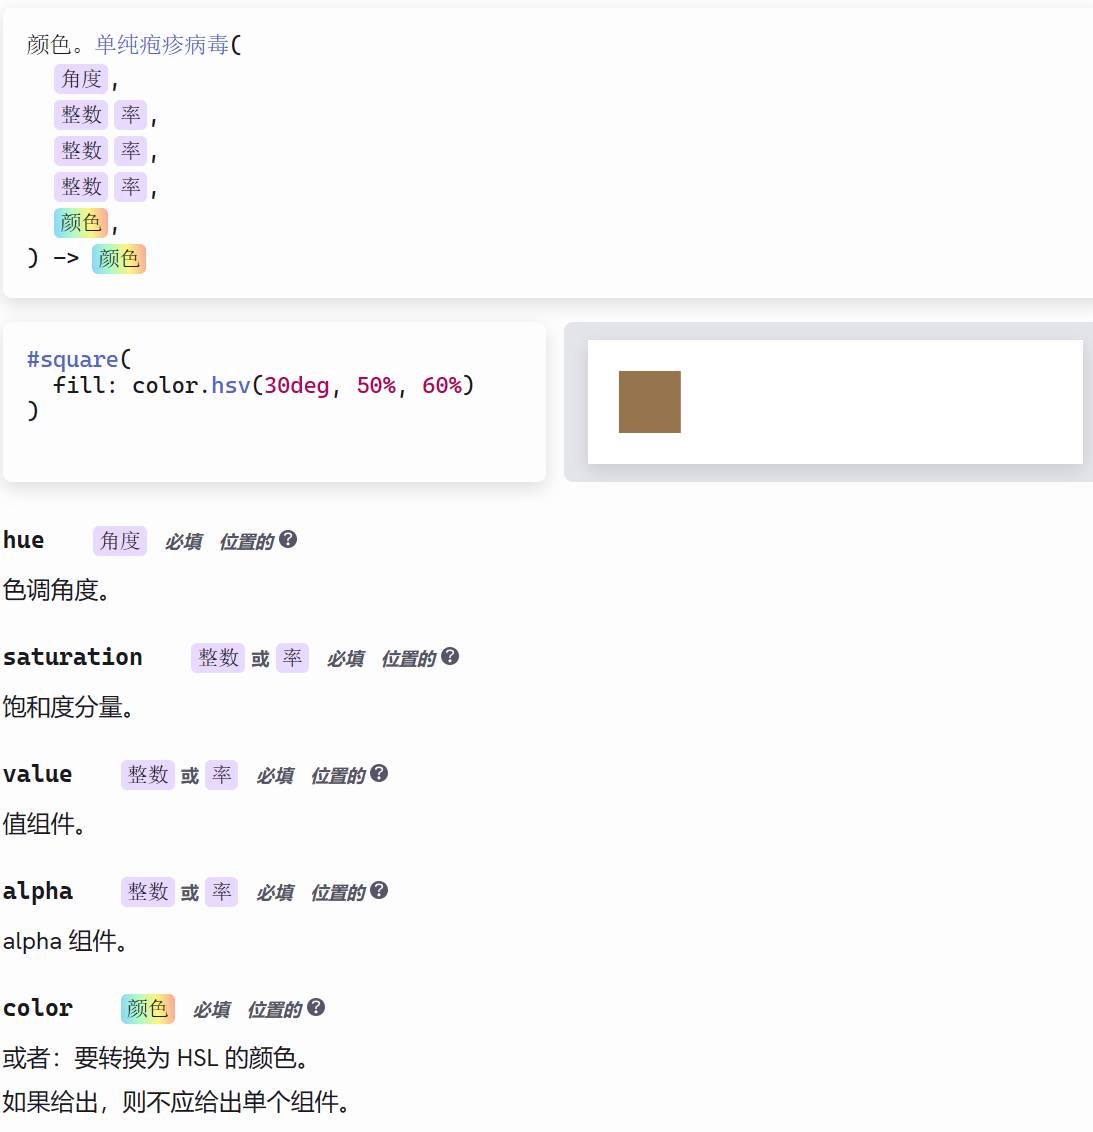 颜色。单纯疱疹病毒(
角度,
整数 率,
整数 率,
整数 率,
颜色,
) -> 颜色
#square(
fill: color.hsv(30deg, 50%, 60%)
)
hue 角度 必填 位置的 ?
色调角度。
saturation 整数 或 率 必填 位置的 ?
饱和度分量。
value 整数 或 率 必填 位置的 ?
值组件。
alpha 整数 或 率 必填 位置的 ?
alpha 组件。
color 颜色 必填 位置的 ?
或者：要转换为 HSL 的颜色。
如果给出，则不应给出单个组件。